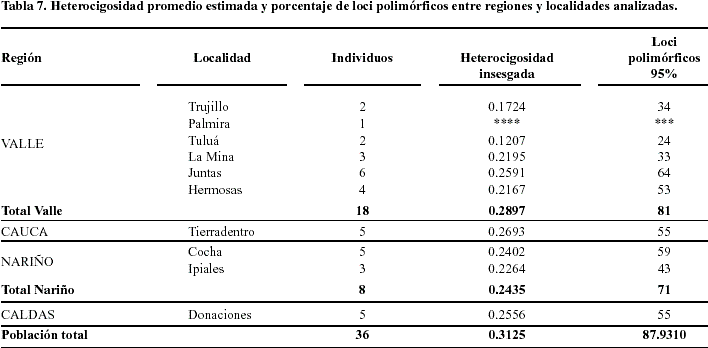 Tabla 7. Heterocigosidad promedio estimada y porcentaje de loci polimórficos entre regiones y localidades analizadas.
Región Localidad Individuos Heterocigosidad insesgada Loci polimórficos 95%
Trujillo 2 0.1724 34
Palmira 1 **** ***
VALLE Tuluá 2 0.1207 24
La Mina 3 0.2195 33
Juntas 6 0.2591 64
Hermosas 4 0.2167 53
Total Valle 18 0.2897 81
CAUCA Tierradentro 5 0.2693 55
NARIÑO Cocha 5 0.2402 59
Ipiales 3 0.2264 43
Total Nariño 8 0.2435 71
CALDAS Donaciones 5 0.2556 55
Población total 36 0.3125 87.9310